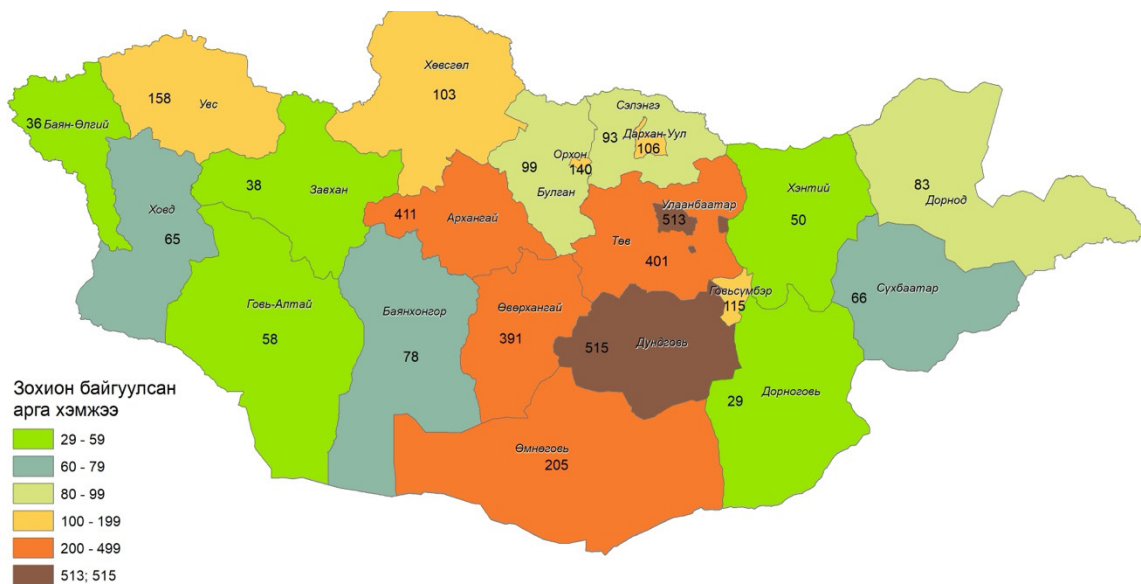 Хөвсгөл
103
158
Увс
36 Баян-Өлгий
Сэлэнгэ
93
Дархан-Уул
106
Орхон
140
99
Булган
38
Завхан
Ховд
65
411
Архангай
Улаанбаатар
513
Төв
401
Хэнтий
50
83
Дорнод
Говьсүмбэр
115
66
Сүхбаатар
Говь-Алтай
58
Баянхонгор
78
Өвөрхангай
391
515
Дундговь
29
Дорноговь
Өмнөговь
205
Зохион байгуулсан
арга хэмжээ
29 - 59
60 - 79
80 - 99
100 - 199
200 - 499
513; 515